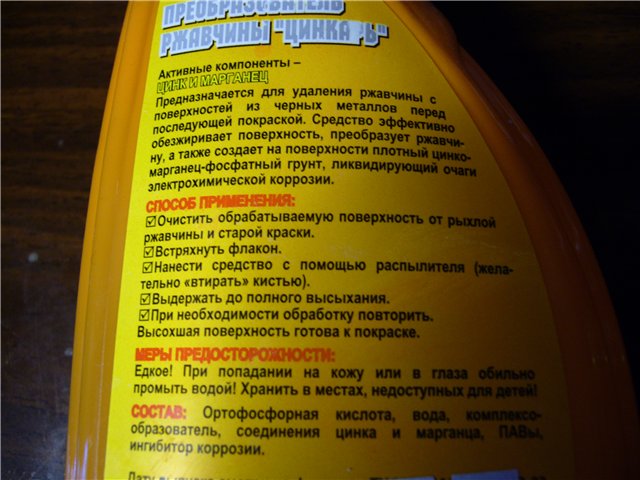 ПРЕОБРАЗОВАТЕЛЬ
РЖАВЧИНЫ "ЦИНКАРЬ"
Активные компоненты –
ЦИНК И МАРГАНЕЦ
Предназначается для удаления ржавчины с
поверхностей из черных металлов перед
последующей покраской. Средство эффективно
обезжиривает поверхность, преобразует ржавчи-
ну, а также создает на поверхности плотный цинко-
марганец-фосфатный грунт, ликвидирующий очаги
электрохимической коррозии.
СПОСОБ ПРИМЕНЕНИЯ:
☑Очистить обрабатываемую поверхность от рыхлой
ржавчины и старой краски.
☑Встряхнуть флакон.
☑Нанести средство с помощью распылителя (жела-
тельно «втирать» кистью).
☑Выдержать до полного высыхания.
☑При необходимости обработку повторить.
Высохшая поверхность готова к покраске.
МЕРЫ ПРЕДОСТОРОЖНОСТИ:
Едкое! При попадании на кожу или в глаза обильно
промыть водой! Хранить в местах, недоступных для детей!
СОСТАВ: Ортофосфорная кислота, вода, комплексо-
образователь, соединения цинка и марганца, ПАВы,
ингибитор коррозии.